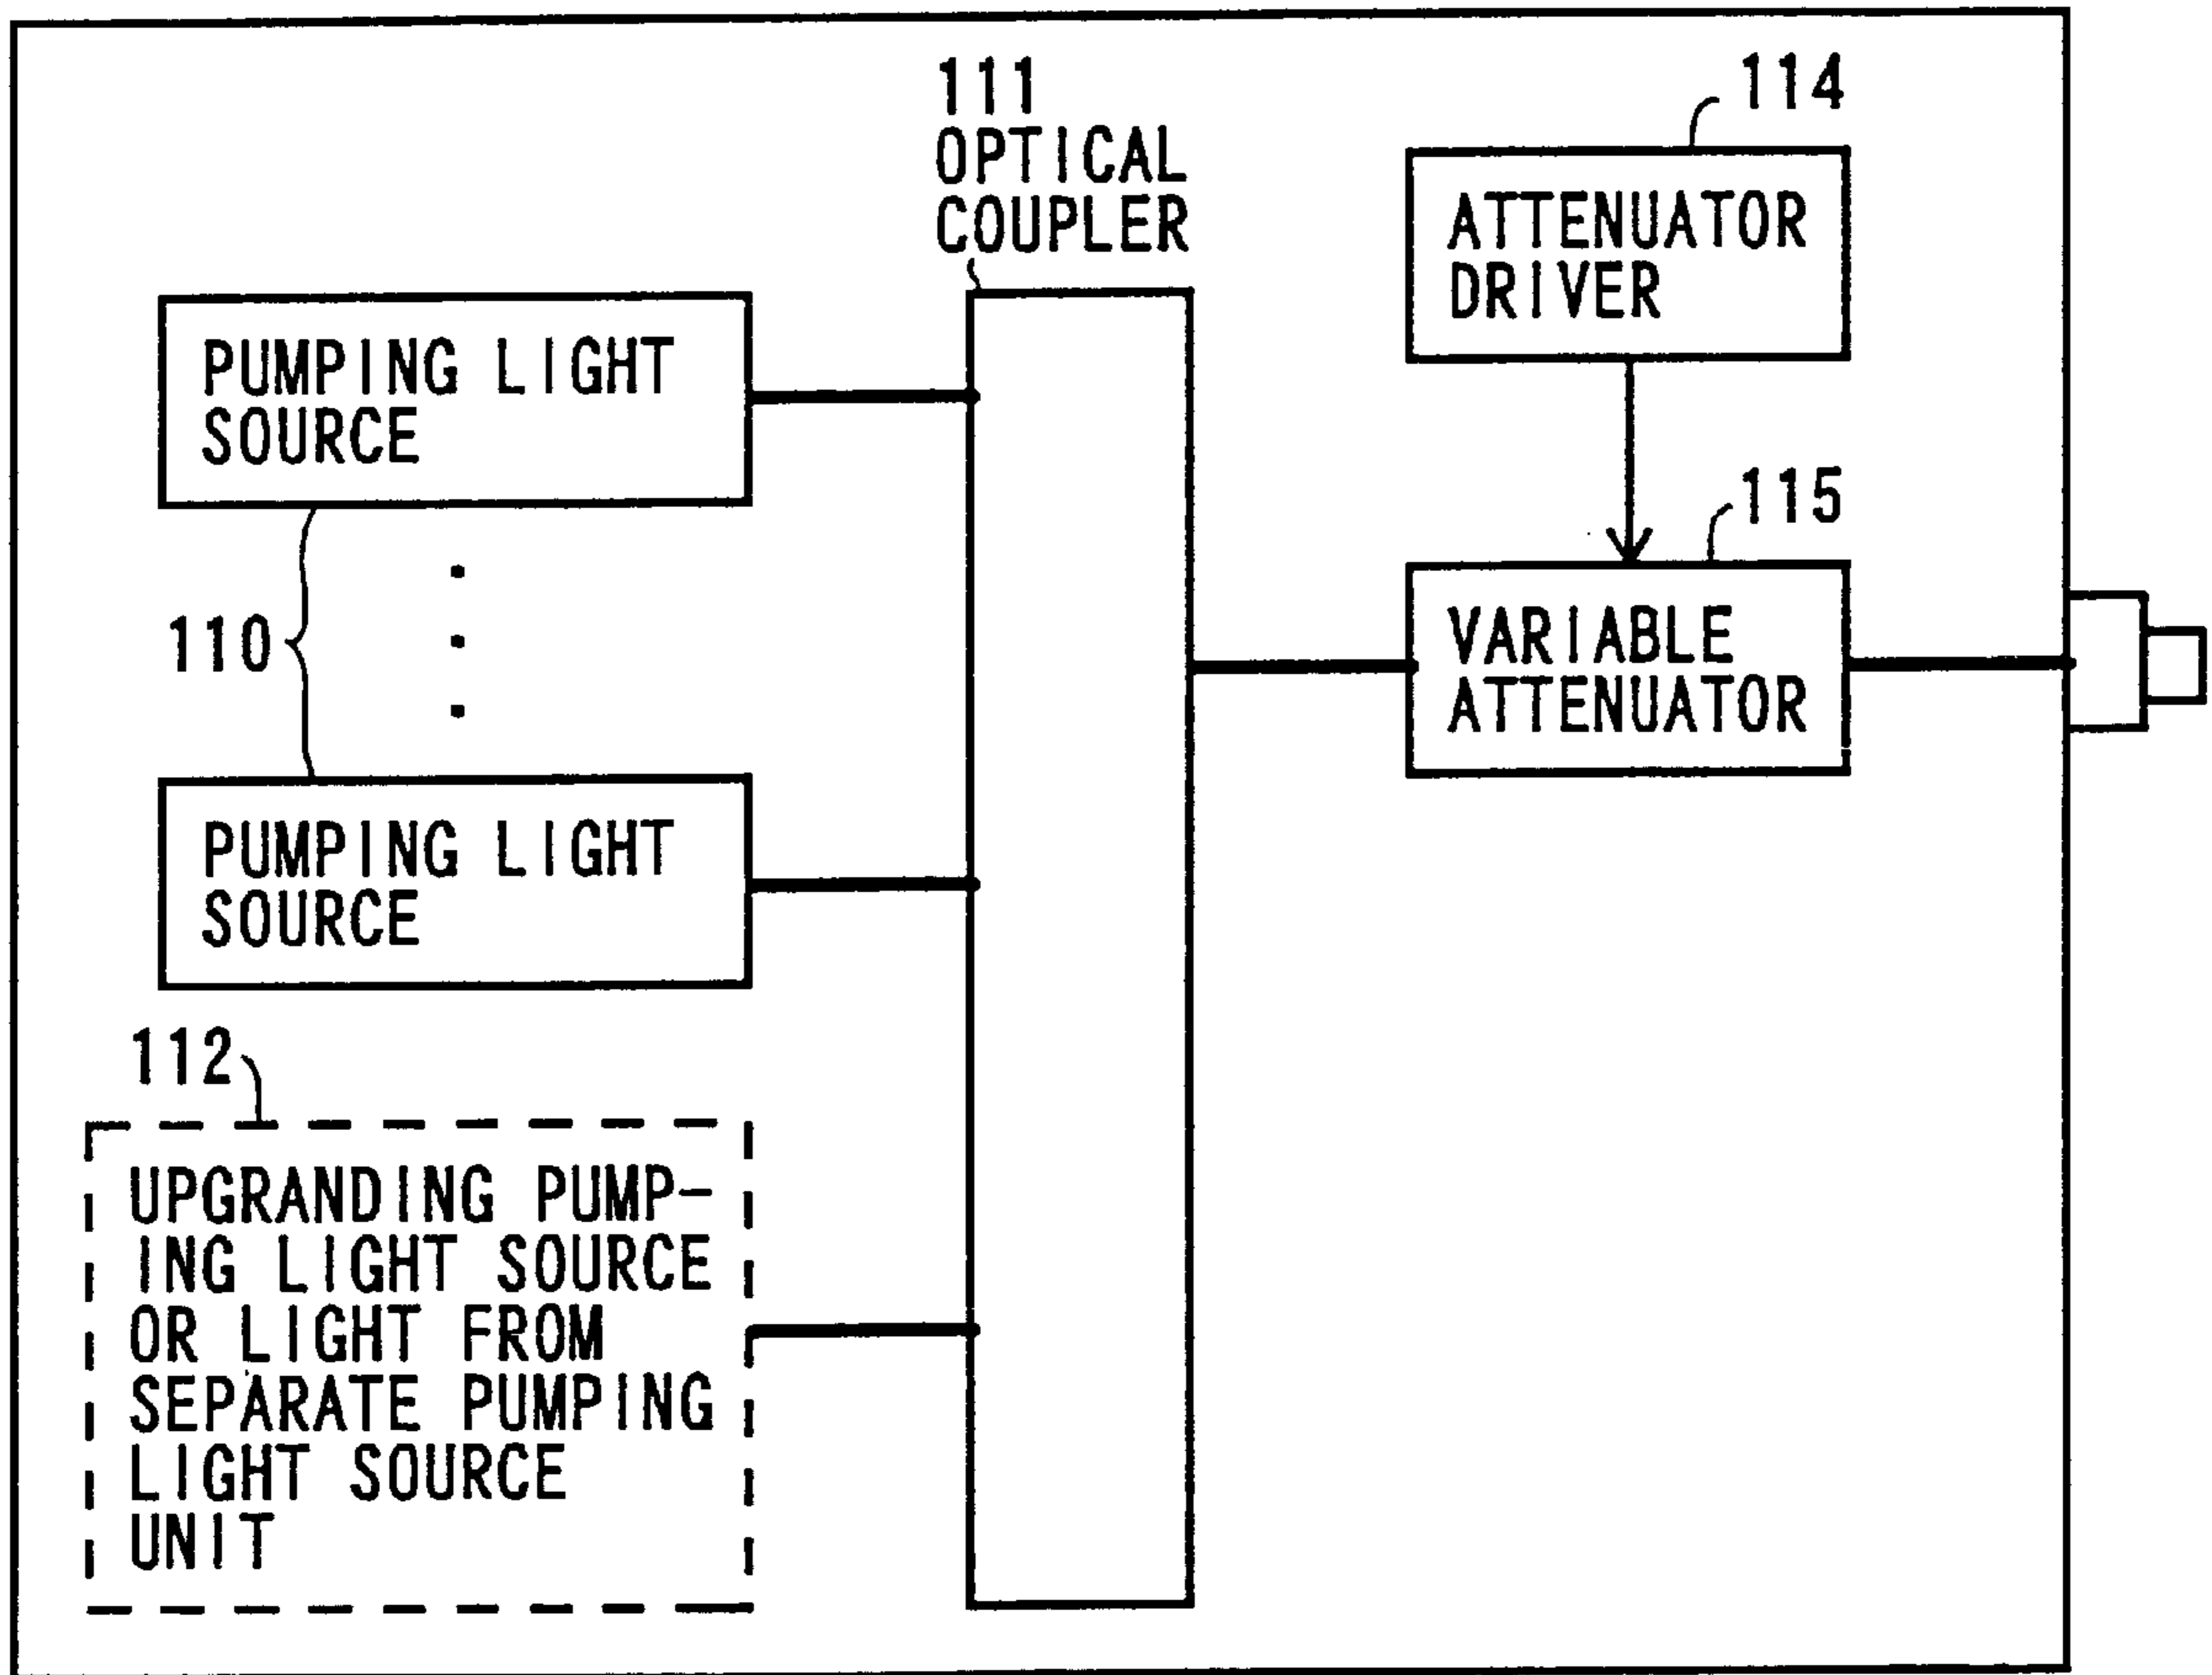 111
OPTICAL
COUPLER
114
ATTENUATOR
DRIVER
PUMPING LIGHT
SOURCE
110
115
VARIABLE
ATTENUATOR
PUMPING LIGHT
SOURCE
112
UPGRANDING PUMP-
ING LIGHT SOURCE
OR LIGHT FROM
SEPARATE PUMPING
LIGHT SOURCE
UNIT